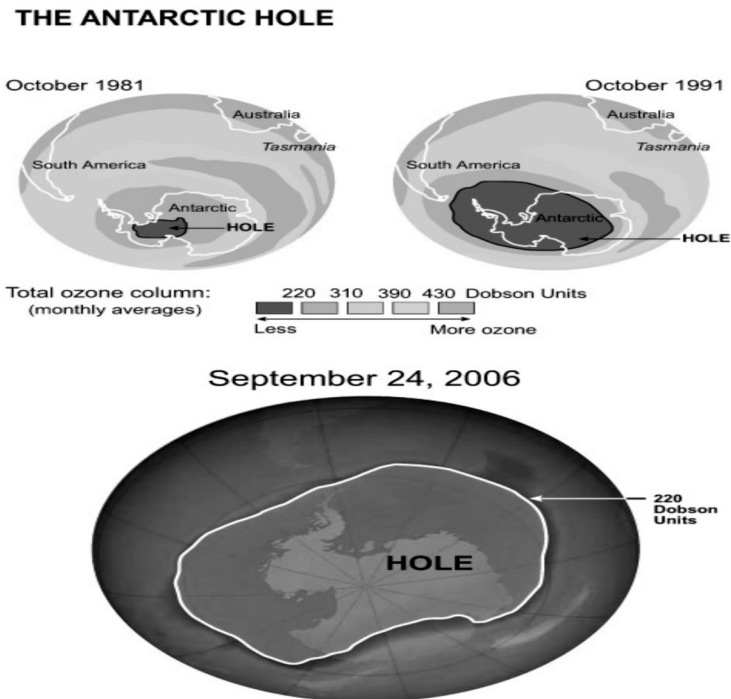 THE ANTARCTIC HOLE
October 1981
October 1991
Australia
Tasmania
South America
Antarctic
HOLE
Australia
Tasmania
South America
Antarctic
HOLE
Total ozone column:
(monthly averages)
220 310 390 430 Dobson Units
Less
More ozone
September 24, 2006
220
Dobson
Units
HOLE